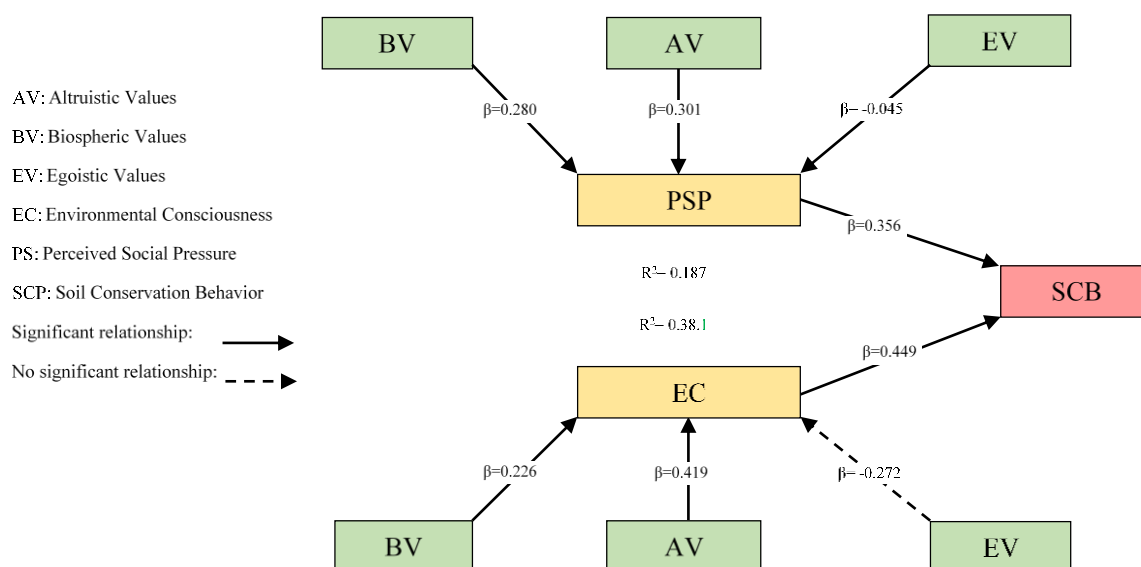 BV
AV
EV
AV: Altruistic Values
BV: Biospheric Values
EV: Egoistic Values
EC: Environmental Consciousness
PS: Perceived Social Pressure
SCP: Soil Conservation Behavior
Significant relationship:
No significant relationship:
β=0.280
β=0.301
β= -0.045
PSP
β=0.356
R²= 0.187
SCB
R²= 0.38.1
β=0.449
EC
β=0.226
β=0.419
β= -0.272
BV
AV
EV